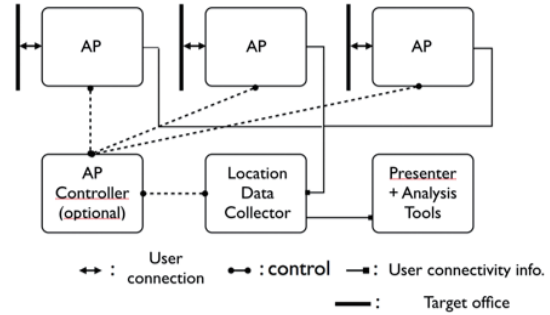 AP
AP
AP
AP
Controller
(optional)
Location
Data
Collector
Presenter
+ Analysis
Tools
: User
connection
: control
: User connectivity info.
: Target office